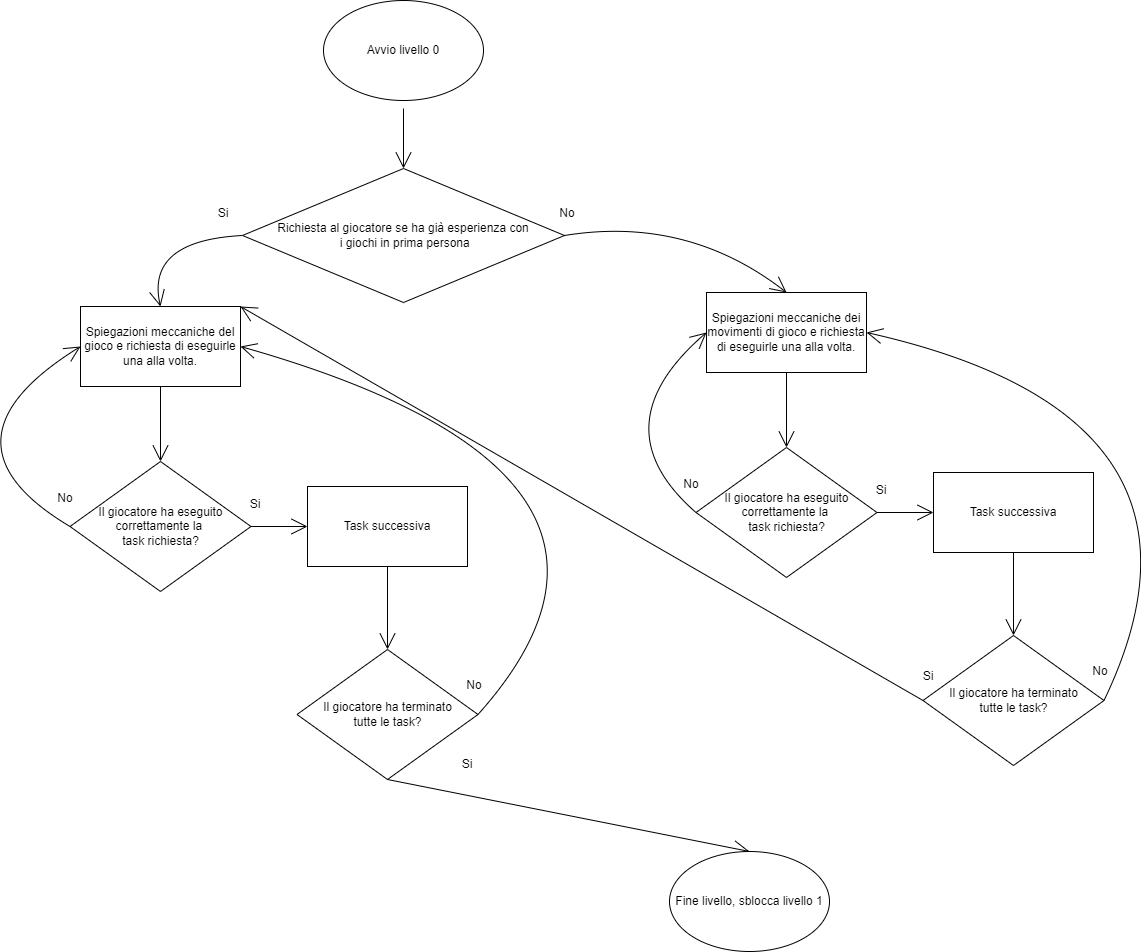 Avvio livello 0
Si
No
Richiesta al giocatore se ha già esperienza con
i giochi in prima persona
Spiegazioni meccaniche del
gioco e richiesta di eseguirle
una alla volta.
Spiegazioni meccaniche dei
movimenti di gioco e richiesta
di eseguirle una alla volta.
No
Il giocatore ha eseguito
correttamente la
task richiesta?
Si
Task successiva
No
Il giocatore ha eseguito
correttamente la
task richiesta?
Si
Task successiva
No
Il giocatore ha terminato
tutte le task?
Si
Si
No
Il giocatore ha terminato
tutte le task?
Fine livello, sblocca livello 1